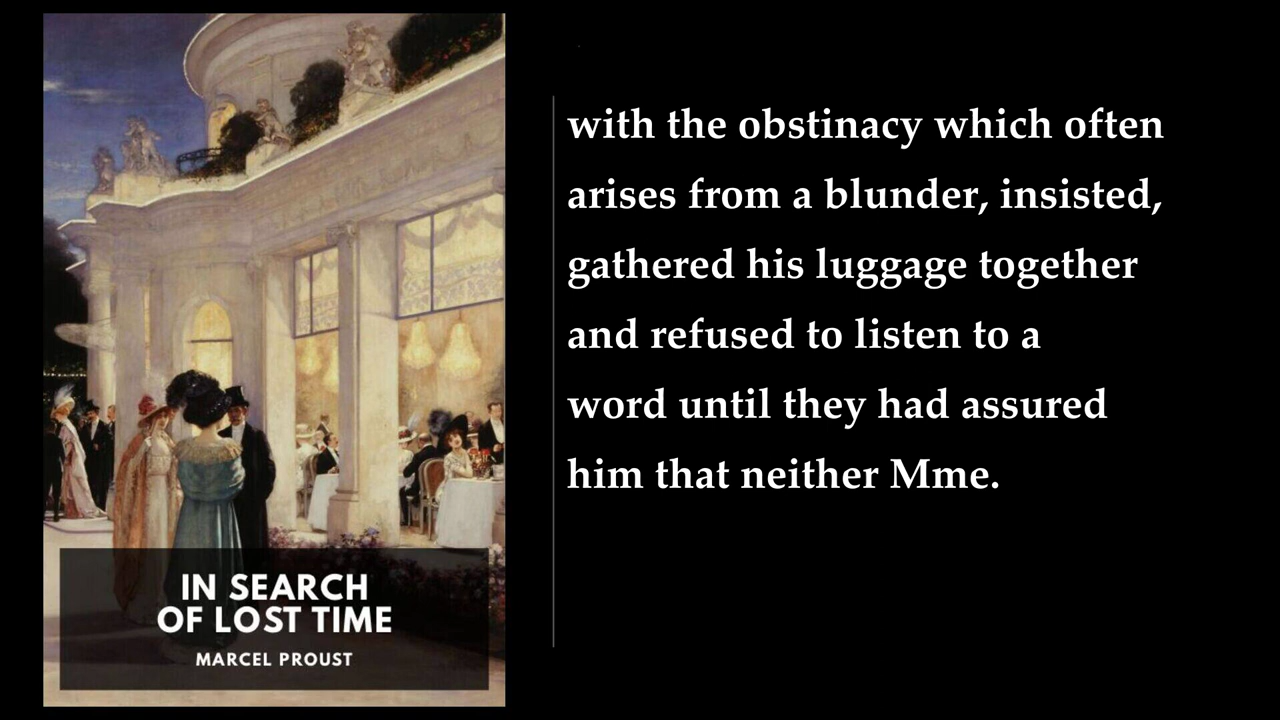 IN SEARCH
OF LOST TIME
MARCEL PROUST
with the obstinacy which often
arises from a blunder, insisted,
gathered his luggage together
and refused to listen to a
word until they had assured
him that neither Mme.